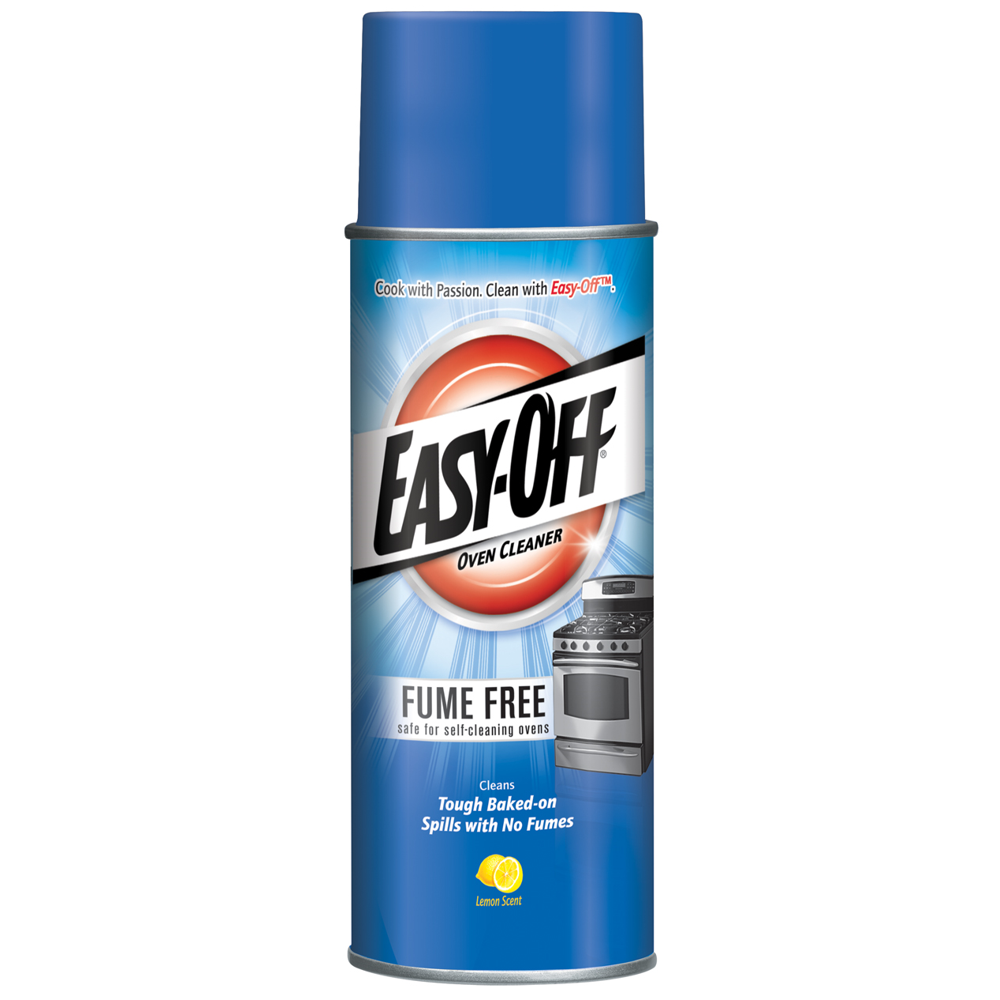 Cook with Passion. Clean with Easy-Off™.
EASY-OFF®
OVEN CLEANER
FUME FREE
safe for self-cleaning ovens
Cleans
Tough Baked-on
Spills with No Fumes
Lemon Scent